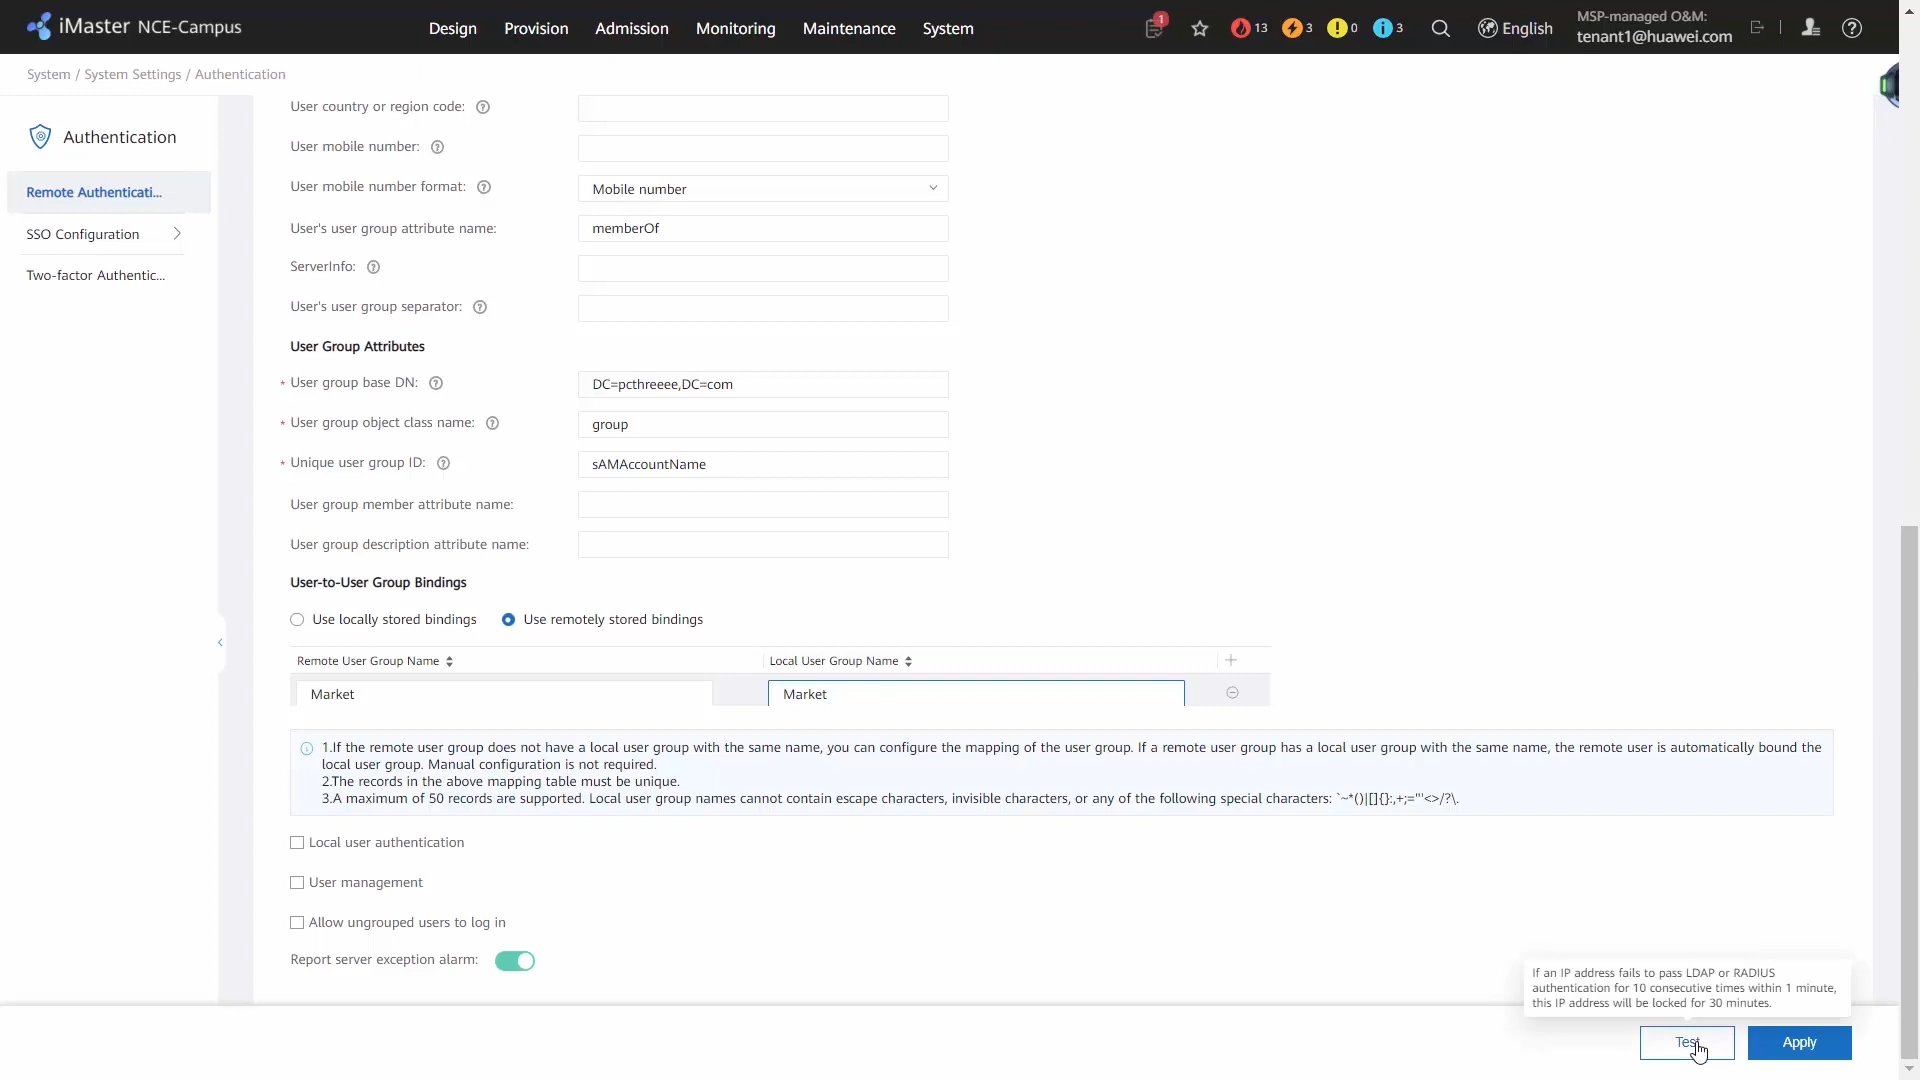 iMaster NCE-Campus
Design Provision Admission Monitoring Maintenance System
1
13 3 0 3
English
MSP-managed O&M:
tenant1@huawei.com
System / System Settings / Authentication
Authentication
Remote Authenticati...
SSO Configuration
Two-factor Authentic...
User country or region code:
User mobile number:
User mobile number format: Mobile number
User's user group attribute name: memberOf
ServerInfo:
User's user group separator:
User Group Attributes
* User group base DN: DC=pcthreeee,DC=com
* User group object class name: group
* Unique user group ID: sAMAccountName
User group member attribute name:
User group description attribute name:
User-to-User Group Bindings
Use locally stored bindings Use remotely stored bindings
Remote User Group Name Local User Group Name
Market Market
1.If the remote user group does not have a local user group with the same name, you can configure the mapping of the user group. If a remote user group has a local user group with the same name, the remote user is automatically bound the
local user group. Manual configuration is not required.
2.The records in the above mapping table must be unique.
3.A maximum of 50 records are supported. Local user group names cannot contain escape characters, invisible characters, or any of the following special characters: `~*()|[]{}:,+;="'<>/?\.
Local user authentication
User management
Allow ungrouped users to log in
Report server exception alarm:
If an IP address fails to pass LDAP or RADIUS
authentication for 10 consecutive times within 1 minute,
this IP address will be locked for 30 minutes.
Test Apply